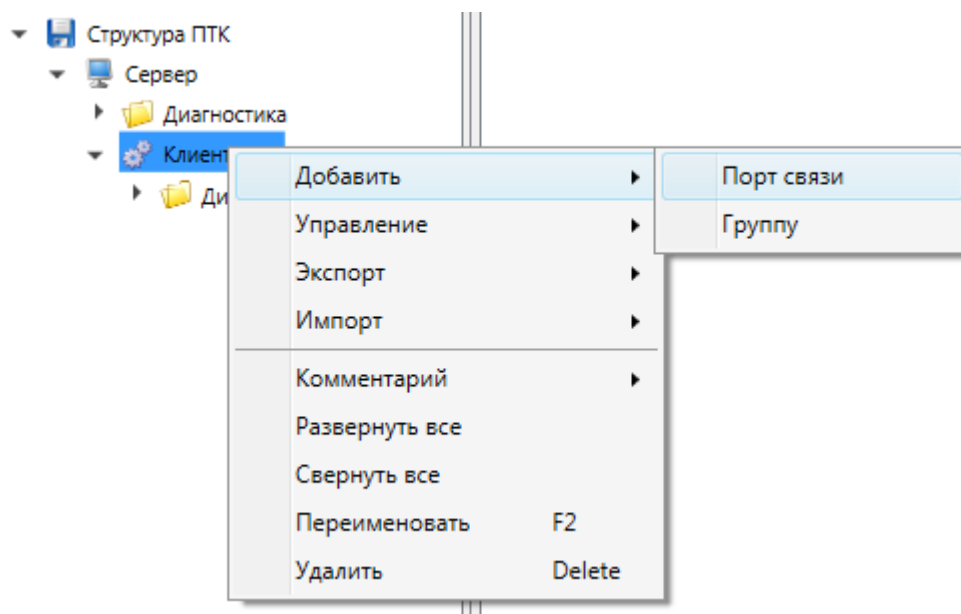 Структура ПТК
Сервер
Диагностика
Клиент
Ди
Добавить
Порт связи
Управление
Группу
Экспорт
Импорт
Комментарий
Развернуть все
Свернуть все
Переименовать F2
Удалить Delete